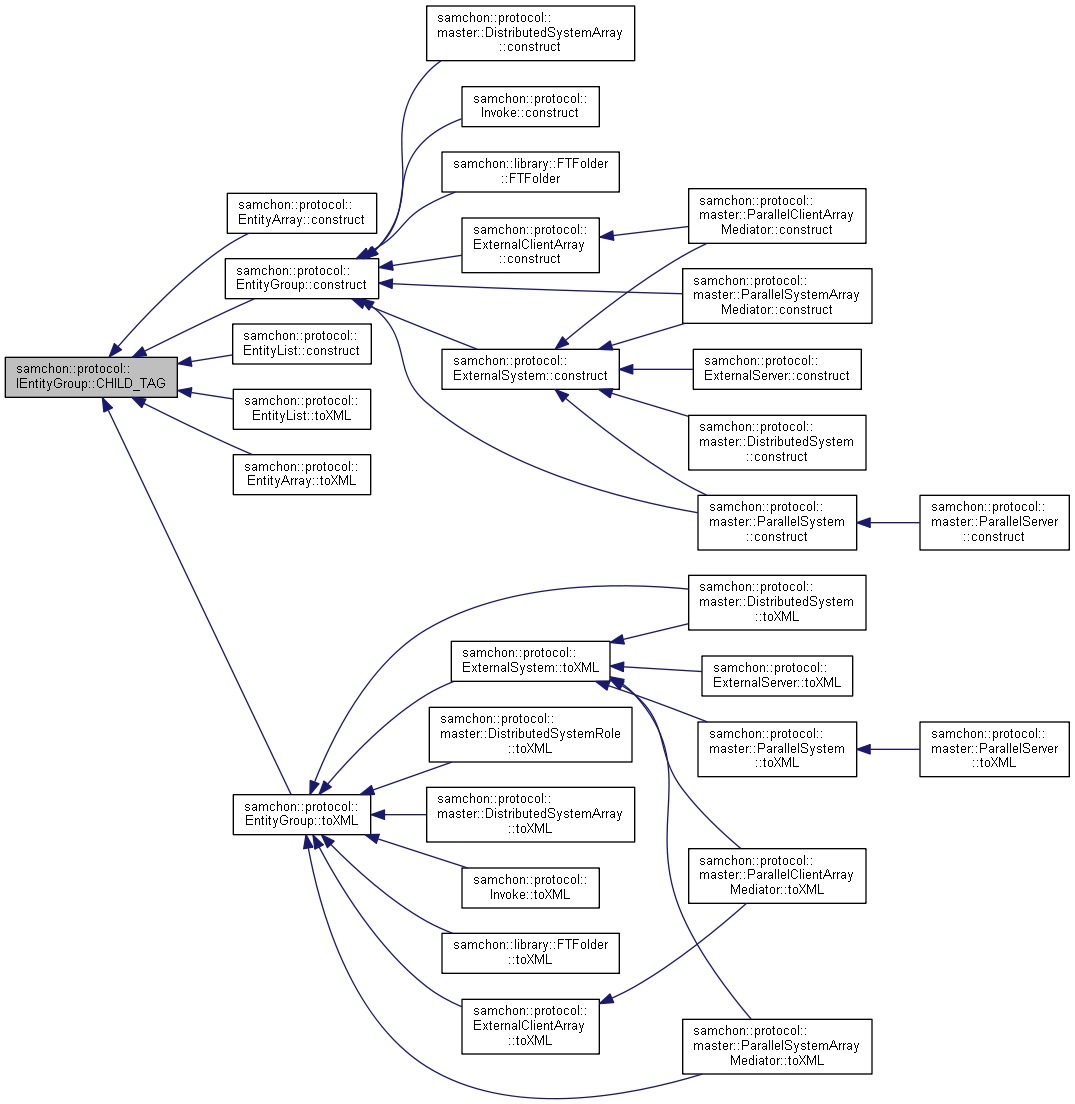 samchon::protocol::
master::DistributedSystemArray
::construct
samchon::protocol::
Invoke::construct
samchon::library::FTFolder
::FTFolder
samchon::protocol::
EntityArray::construct
samchon::protocol::
master::ParallelClientArray
Mediator::construct
samchon::protocol::
ExternalClientArray
::construct
samchon::protocol::
EntityGroup::construct
samchon::protocol::
master::ParallelSystemArray
Mediator::construct
samchon::protocol::
EntityList::construct
samchon::protocol::
ExternalSystem::construct
samchon::protocol::
ExternalServer::construct
samchon::protocol::
IEntityGroup::CHILD_TAG
samchon::protocol::
EntityList::toXML
samchon::protocol::
master::DistributedSystem
::construct
samchon::protocol::
EntityArray::toXML
samchon::protocol::
master::ParallelSystem
::construct
samchon::protocol::
master::ParallelServer
::construct
samchon::protocol::
master::DistributedSystem
::toXML
samchon::protocol::
ExternalSystem::toXML
samchon::protocol::
ExternalServer::toXML
samchon::protocol::
master::DistributedSystemRole
::toXML
samchon::protocol::
master::ParallelSystem
::toXML
samchon::protocol::
master::ParallelServer
::toXML
samchon::protocol::
EntityGroup::toXML
samchon::protocol::
master::DistributedSystemArray
::toXML
samchon::protocol::
Invoke::toXML
samchon::protocol::
master::ParallelClientArray
Mediator::toXML
samchon::library::FTFolder
::toXML
samchon::protocol::
ExternalClientArray
::toXML
samchon::protocol::
master::ParallelSystemArray
Mediator::toXML